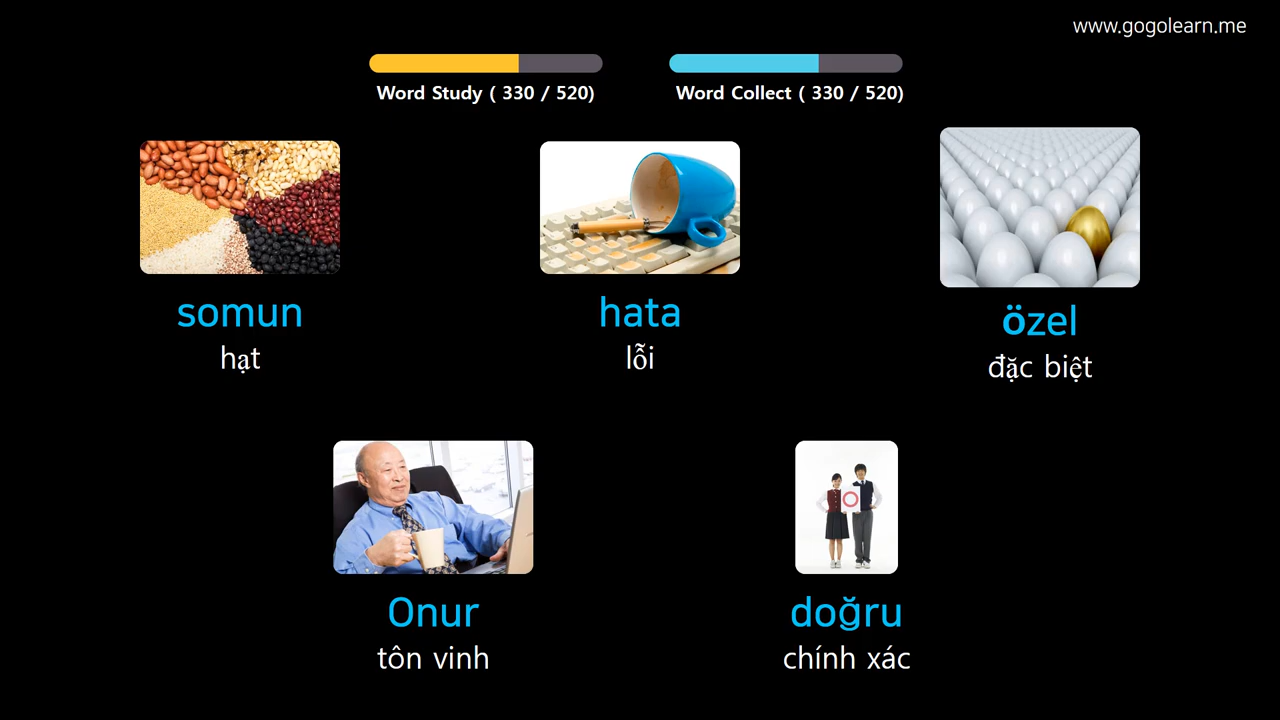 www.gogolearn.me
Word Study ( 330 / 520)
Word Collect ( 330 / 520)
somun
hạt
hata
lỗi
özel
đặc biệt
Onur
tôn vinh
doğru
chính xác